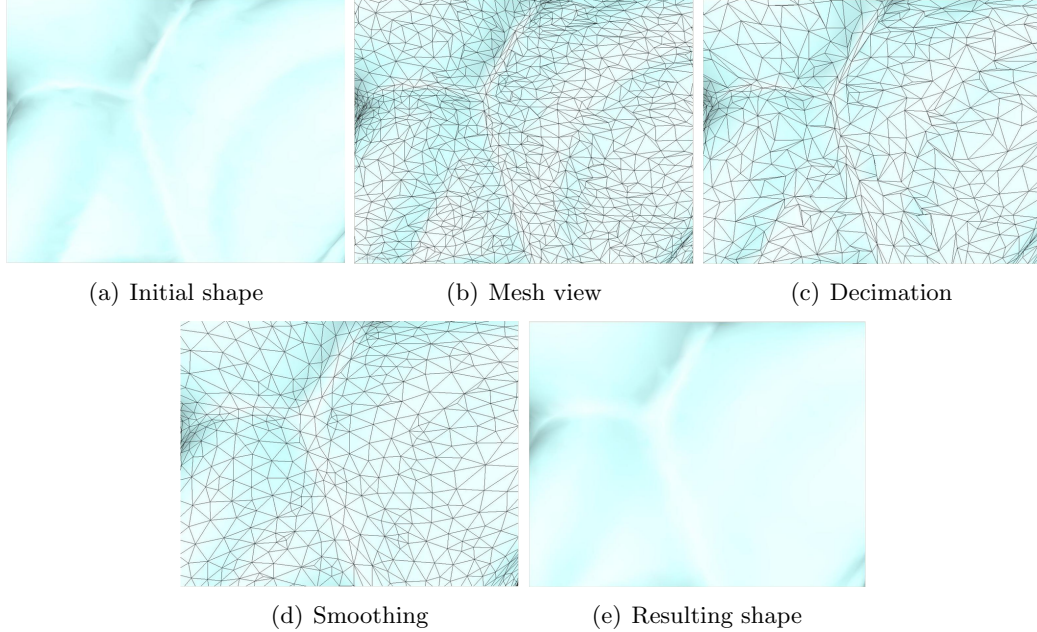 (a) Initial shape
(b) Mesh view
(c) Decimation
(d) Smoothing
(e) Resulting shape